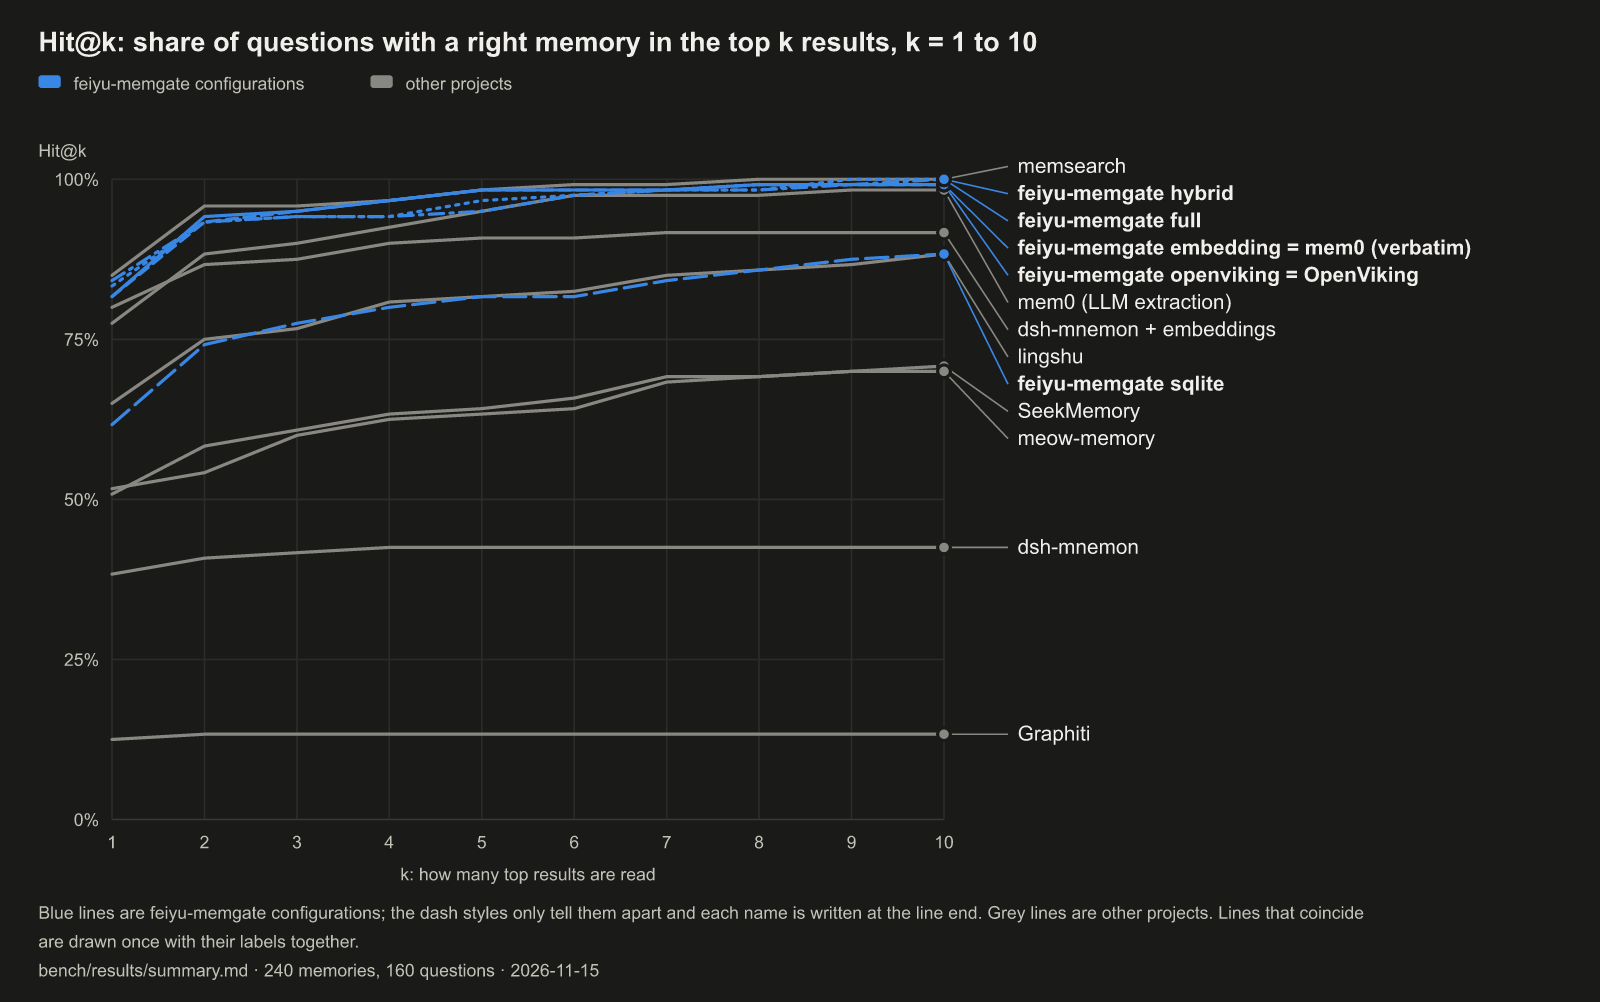 Hit@k: share of questions with a right memory in the top k results, k = 1 to 10
feiyu-memgate configurations
other projects
Hit@k
100%
75%
50%
25%
0%
1 2 3 4 5 6 7 8 9 10
k: how many top results are read
memsearch
feiyu-memgate hybrid
feiyu-memgate full
feiyu-memgate embedding = mem0 (verbatim)
feiyu-memgate openviking = OpenViking
mem0 (LLM extraction)
dsh-mnemon + embeddings
lingshu
feiyu-memgate sqlite
SeekMemory
meow-memory
dsh-mnemon
Graphiti
Blue lines are feiyu-memgate configurations; the dash styles only tell them apart and each name is written at the line end. Grey lines are other projects. Lines that coincide
are drawn once with their labels together.
bench/results/summary.md · 240 memories, 160 questions · 2026-11-15